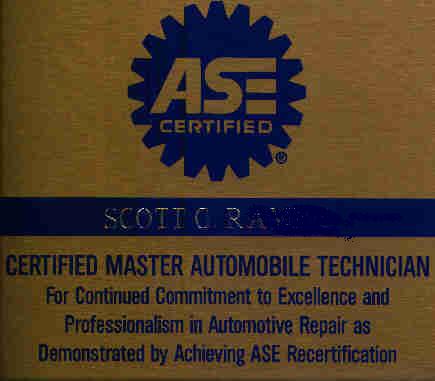 ASE
CERTIFIED
®
SCOTT C. RAY
CERTIFIED MASTER AUTOMOBILE TECHNICIAN
For Continued Commitment to Excellence and
Professionalism in Automotive Repair as
Demonstrated by Achieving ASE Recertification